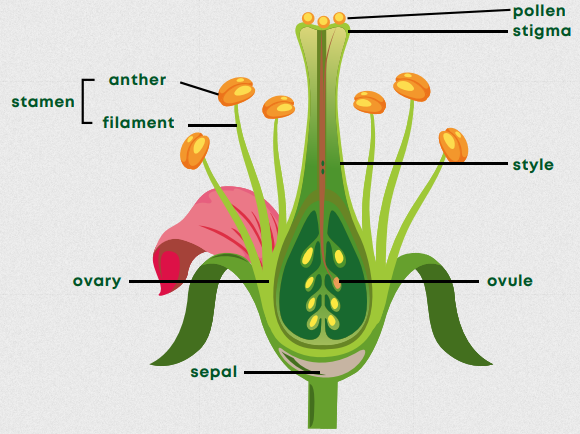 pollen
stigma
anther
stamen
filament
style
ovary
ovule
sepal